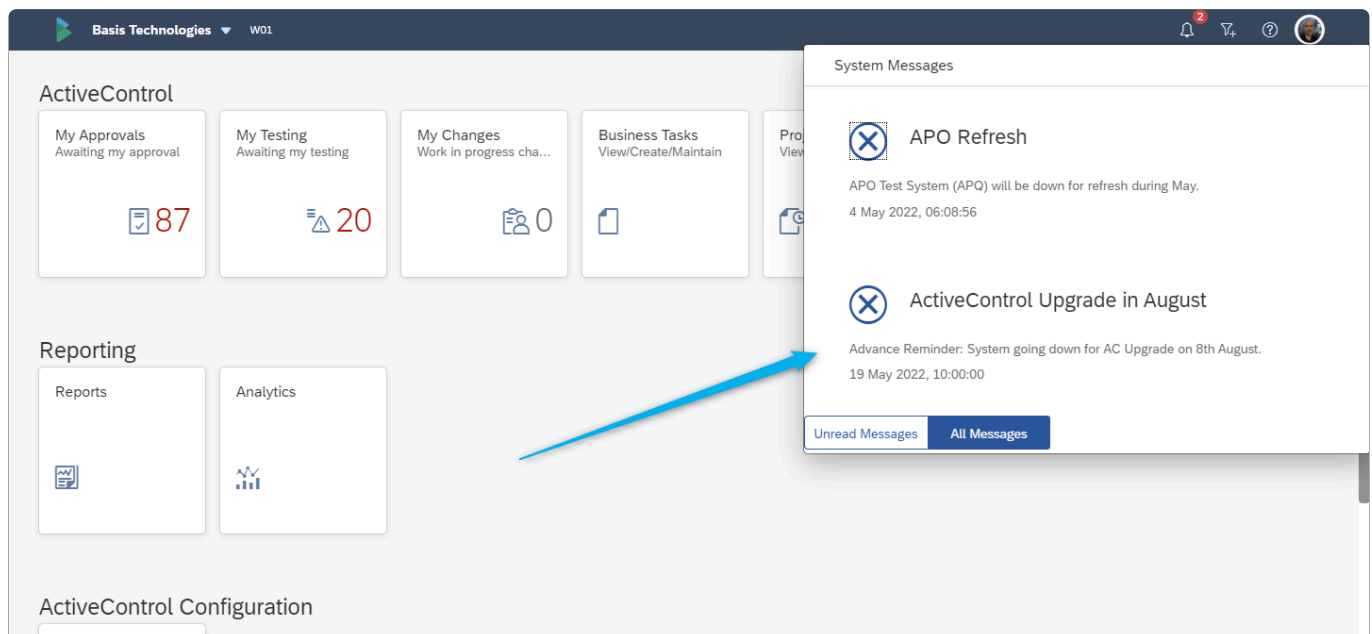 Basis Technologies W01
2
ActiveControl
My Approvals
Awaiting my approval
87
My Testing
Awaiting my testing
20
My Changes
Work in progress cha...
0
Business Tasks
View/Create/Maintain
System Messages
APO Refresh
APO Test System (APQ) will be down for refresh during May.
4 May 2022, 06:08:56
ActiveControl Upgrade in August
Advance Reminder: System going down for AC Upgrade on 8th August.
19 May 2022, 10:00:00
Unread Messages All Messages
Reporting
Reports
Analytics
ActiveControl Configuration